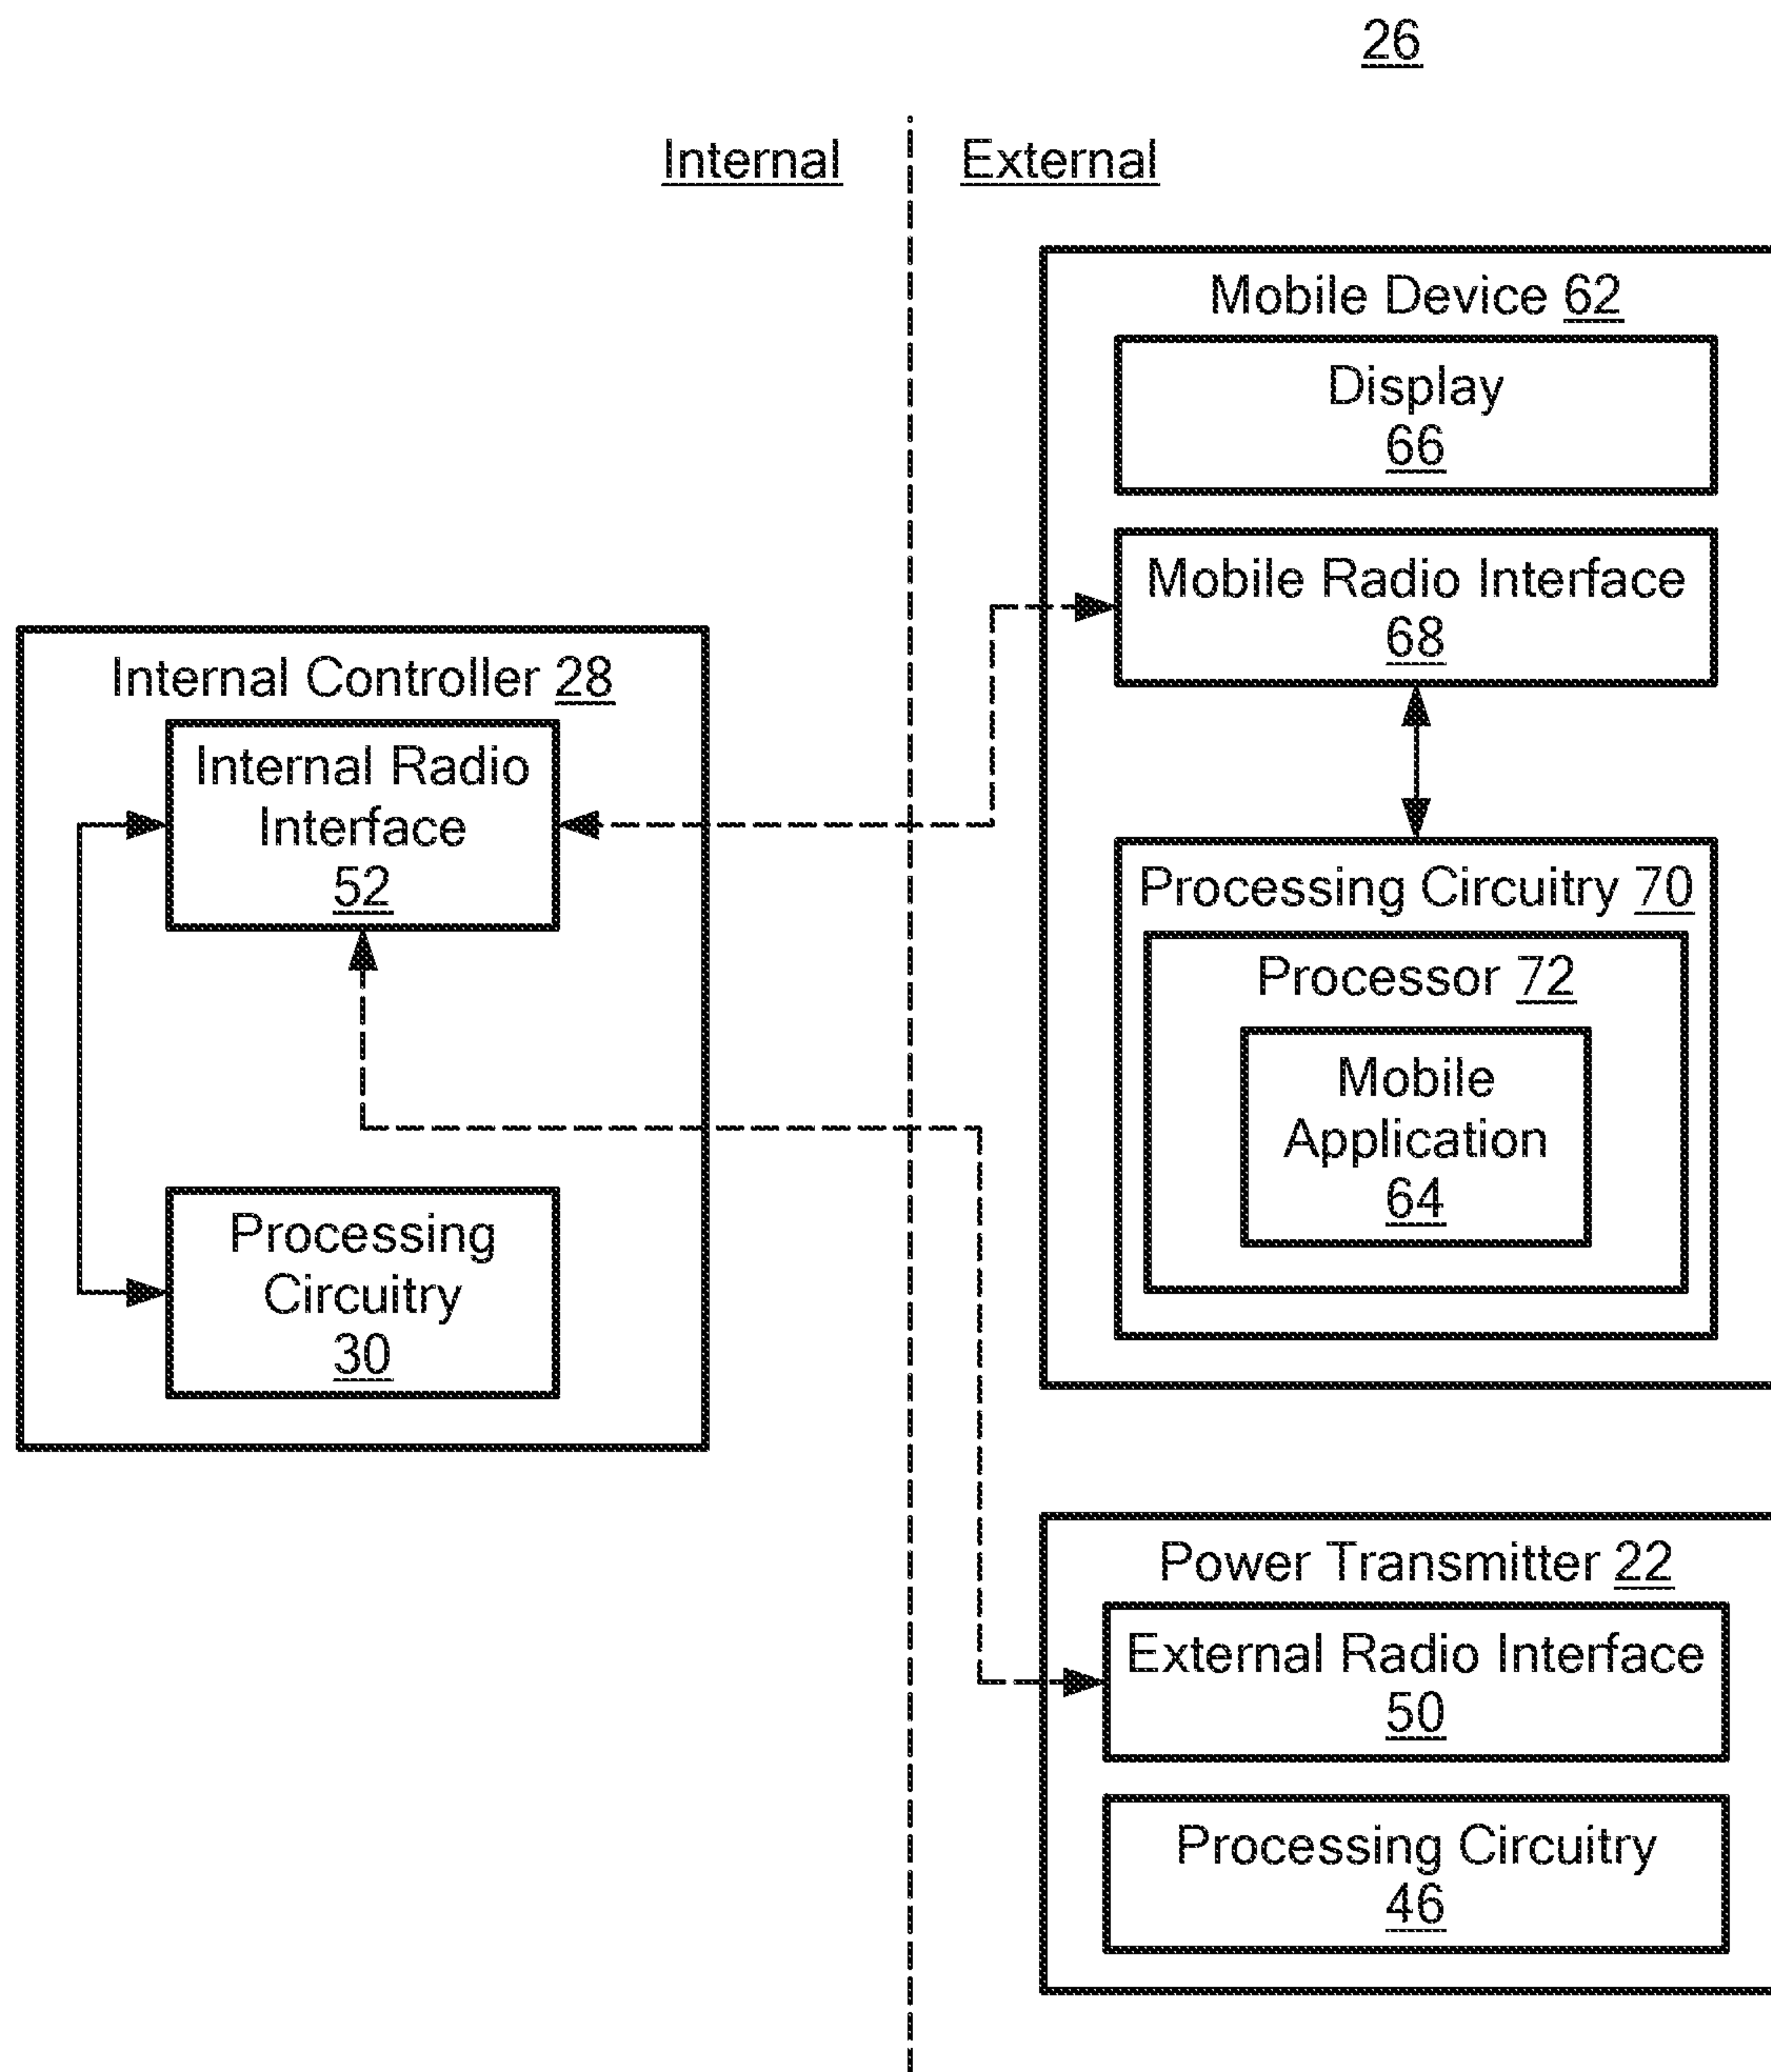 26
Internal
External
Mobile Device 62
Display
66
Mobile Radio Interface
68
Internal Controller 28
Internal Radio
Interface
52
Processing
Circuitry
30
Processing Circuitry 70
Processor 72
Mobile
Application
64
Power Transmitter 22
External Radio Interface
50
Processing Circuitry
46